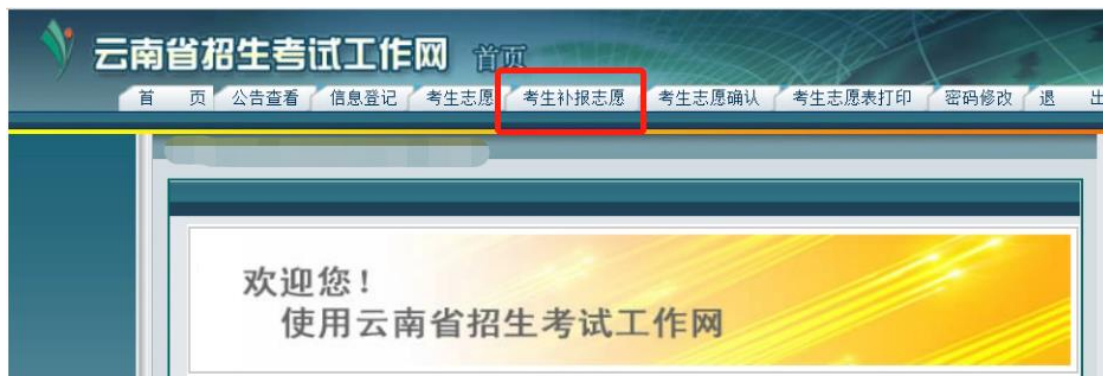 云南省招生考试工作网 首页
首 页 公告查看 信息登记 考生志愿 考生补报志愿 考生志愿确认 考生志愿表打印 密码修改 退 出
欢迎您！
使用云南省招生考试工作网